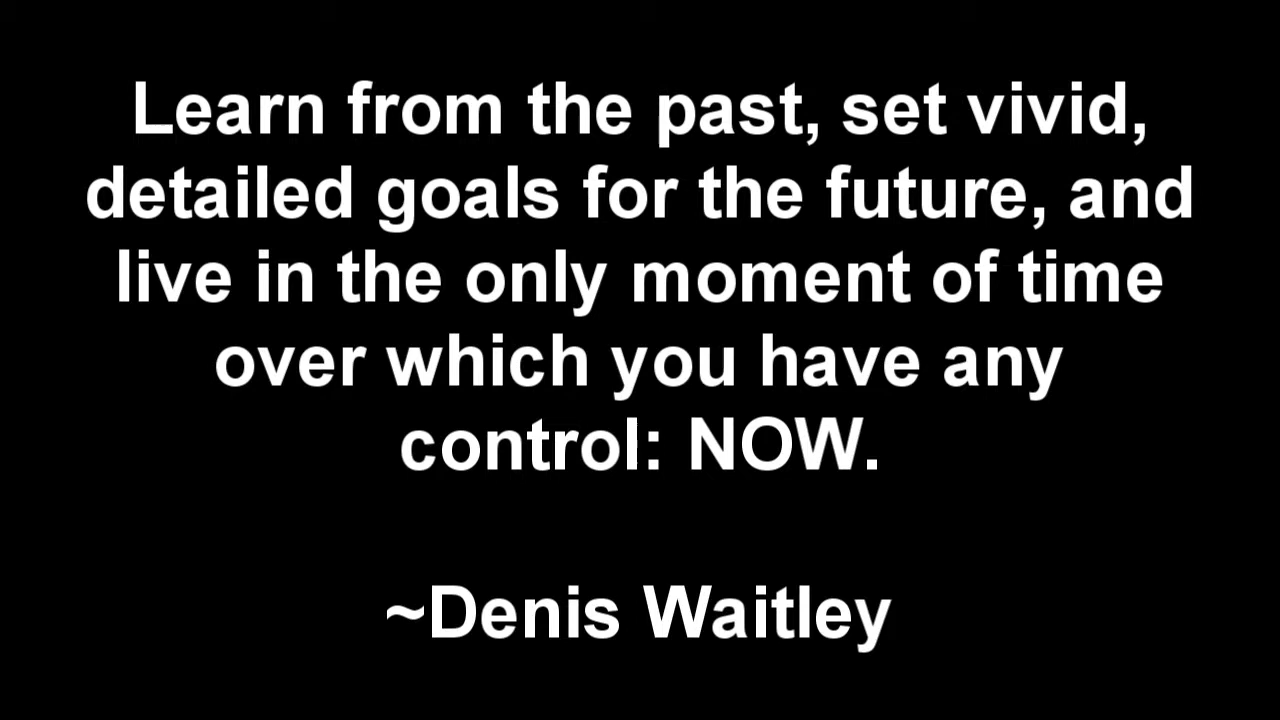 Learn from the past, set vivid,
detailed goals for the future, and
live in the only moment of time
over which you have any
control: NOW.
~Denis Waitley